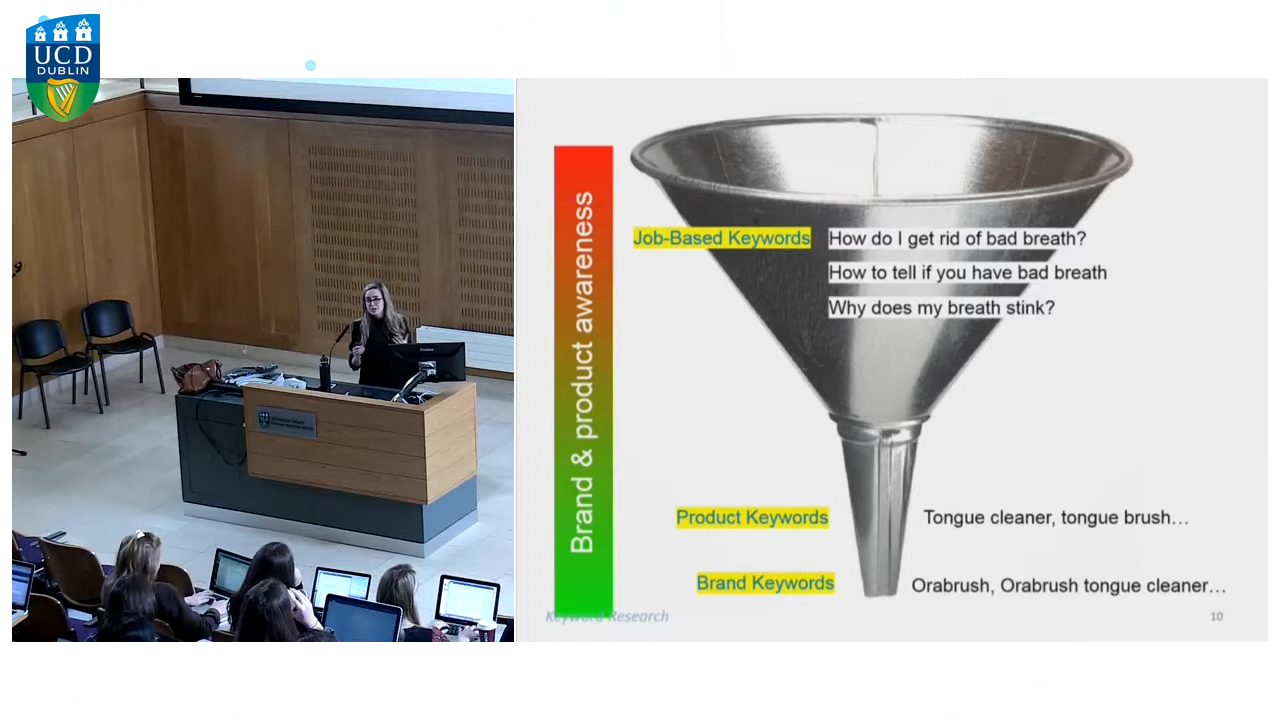 UCD
DUBLIN
Brand & product awareness
Job-Based Keywords
How do I get rid of bad breath?
How to tell if you have bad breath
Why does my breath stink?
Product Keywords
Tongue cleaner, tongue brush…
Brand Keywords
Orabrush, Orabrush tongue cleaner…
Keyword Research
10